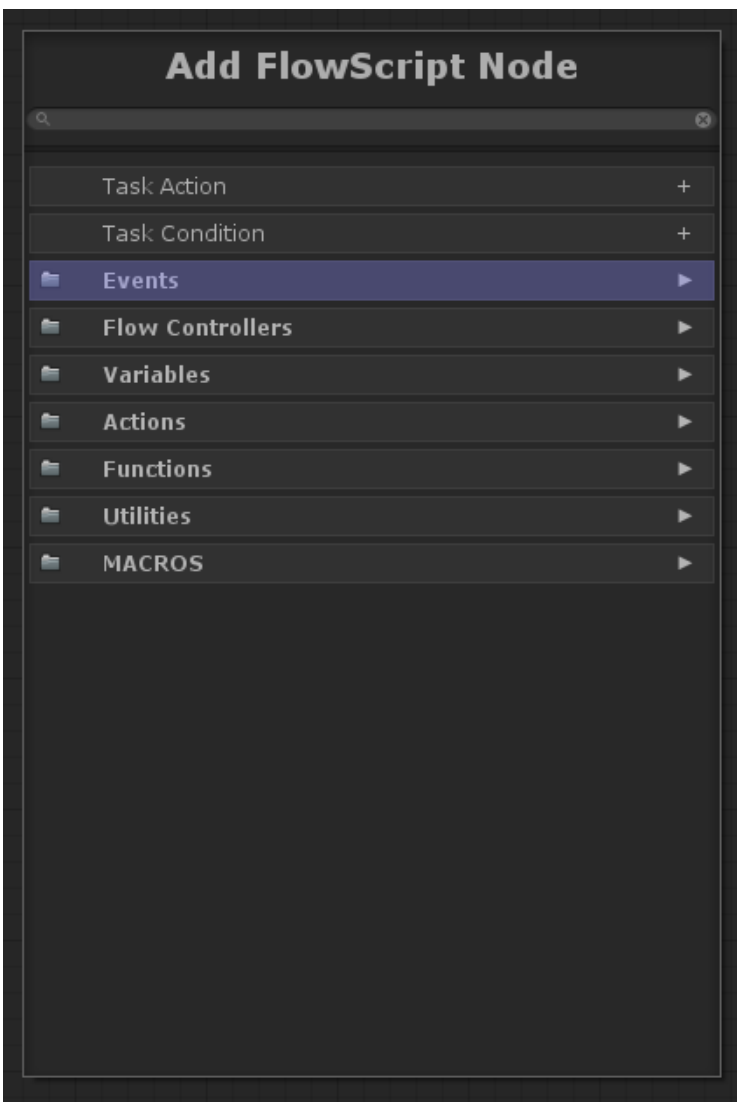 Add FlowScript Node
Task Action +
Task Condition +
Events
Flow Controllers
Variables
Actions
Functions
Utilities
MACROS